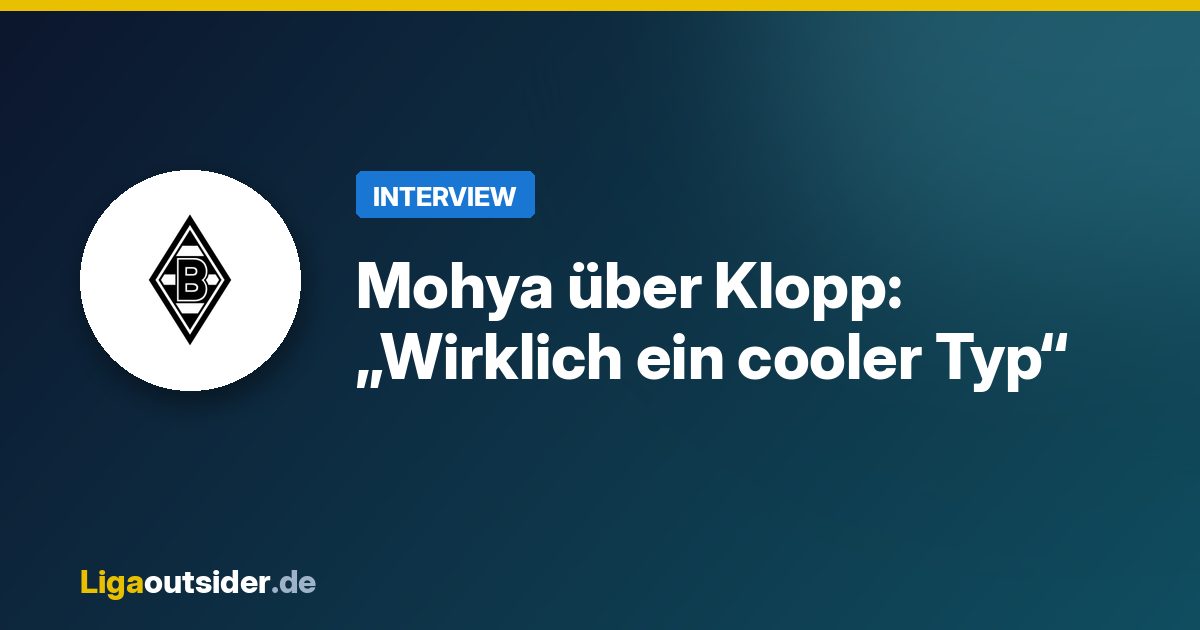 INTERVIEW
Mohya über Klopp:
„Wirklich ein cooler Typ“
B
Ligaoutsider.de